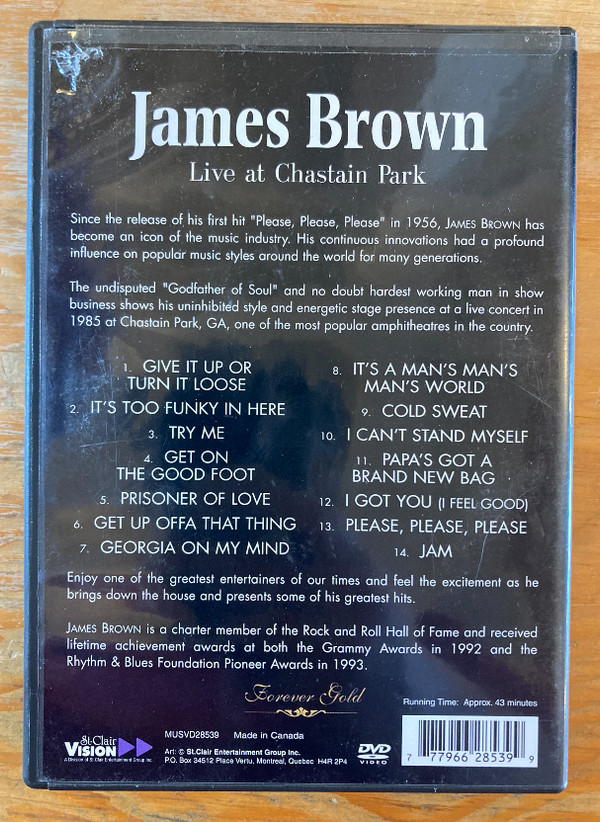 James Brown
Live at Chastain Park
Since the release of his first hit "Please, Please, Please" in 1956, JAMES BROWN has
become an icon of the music industry. His continuous innovations had a profound
influence on popular music styles around the world for many generations.
The undisputed "Godfather of Soul" and no doubt hardest working man in show
business shows his uninhibited style and energetic stage presence at a live concert in
1985 at Chastain Park, GA, one of the most popular amphitheatres in the country.
1. GIVE IT UP OR
TURN IT LOOSE
2. IT'S TOO FUNKY IN HERE
3. TRY ME
4. GET ON
THE GOOD FOOT
5. PRISONER OF LOVE
6. GET UP OFFA THAT THING
7. GEORGIA ON MY MIND
8. IT'S A MAN'S MAN'S
MAN'S WORLD
9. COLD SWEAT
10. I CAN'T STAND MYSELF
11. PAPA'S GOT A
BRAND NEW BAG
12. I GOT YOU (I FEEL GOOD)
13. PLEASE, PLEASE, PLEASE
14. JAM
Enjoy one of the greatest entertainers of our times and feel the excitement as he
brings down the house and presents some of his greatest hits.
JAMES BROWN is a charter member of the Rock and Roll Hall of Fame and received
lifetime achievement awards at both the Grammy Awards in 1992 and the
Rhythm & Blues Foundation Pioneer Awards in 1993.
Forever Gold
Running Time: Approx. 43 minutes
St-Clair
VISION
A Division of St. Clair Entertainment Group Inc.
MUSVD28539 Made in Canada
Art: © St.Clair Entertainment Group Inc.
P.O. Box 34512 Place Vertu, Montreal, Quebec H4R 2P4
DVD
VIDEO
7 77966 28539 9